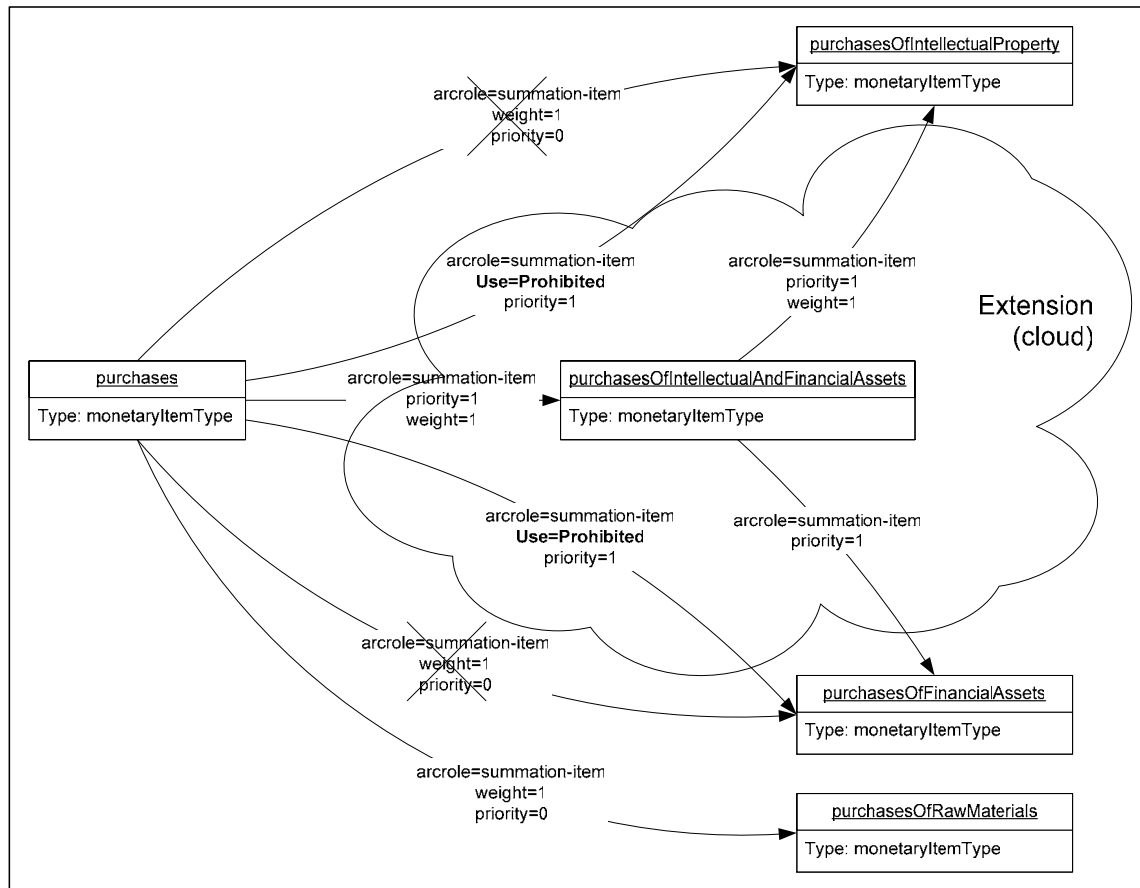 purchasesOfIntellectualProperty
Type: monetaryItemType
arcrole=summation-item
weight=1
priority=0
arcrole=summation-item
Use=Prohibited
priority=1
arcrole=summation-item
priority=1
weight=1
Extension
(cloud)
purchases
Type: monetaryItemType
arcrole=summation-item
priority=1
weight=1
purchasesOfIntellectualAndFinancialAssets
Type: monetaryItemType
arcrole=summation-item
Use=Prohibited
priority=1
arcrole=summation-item
priority=1
arcrole=summation-item
weight=1
priority=0
purchasesOfFinancialAssets
Type: monetaryItemType
arcrole=summation-item
weight=1
priority=0
purchasesOfRawMaterials
Type: monetaryItemType